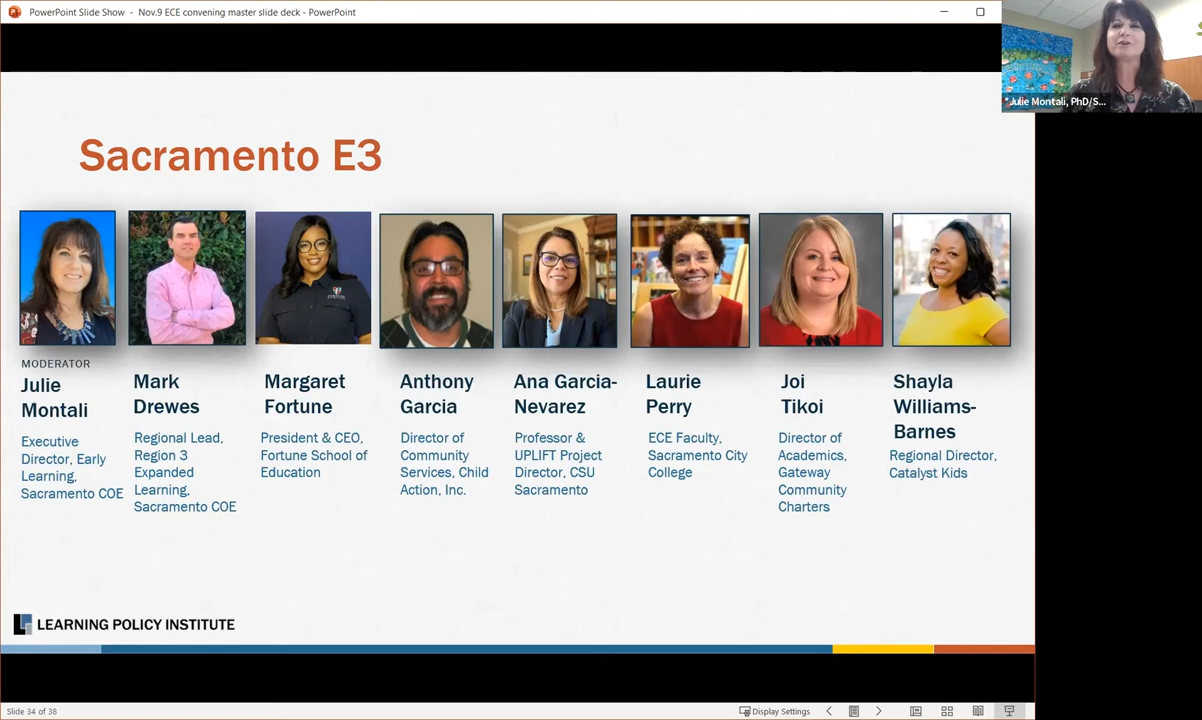 PowerPoint Slide Show - Nov.9 ECE convening master slide deck - PowerPoint
*Julie Montali, PhD/S...
Sacramento E3
MODERATOR
Julie
Montali
Executive
Director, Early
Learning,
Sacramento COE
Mark
Drewes
Regional Lead,
Region 3
Expanded
Learning,
Sacramento COE
Margaret
Fortune
President & CEO,
Fortune School of
Education
Anthony
Garcia
Director of
Community
Services, Child
Action, Inc.
Ana Garcia-
Nevarez
Professor &
UPLIFT Project
Director, CSU
Sacramento
Laurie
Perry
ECE Faculty,
Sacramento City
College
Joi
Tikoi
Director of
Academics,
Gateway
Community
Charters
Shayla
Williams-
Barnes
Regional Director,
Catalyst Kids
LEARNING POLICY INSTITUTE
Slide 34 of 38
Display Settings